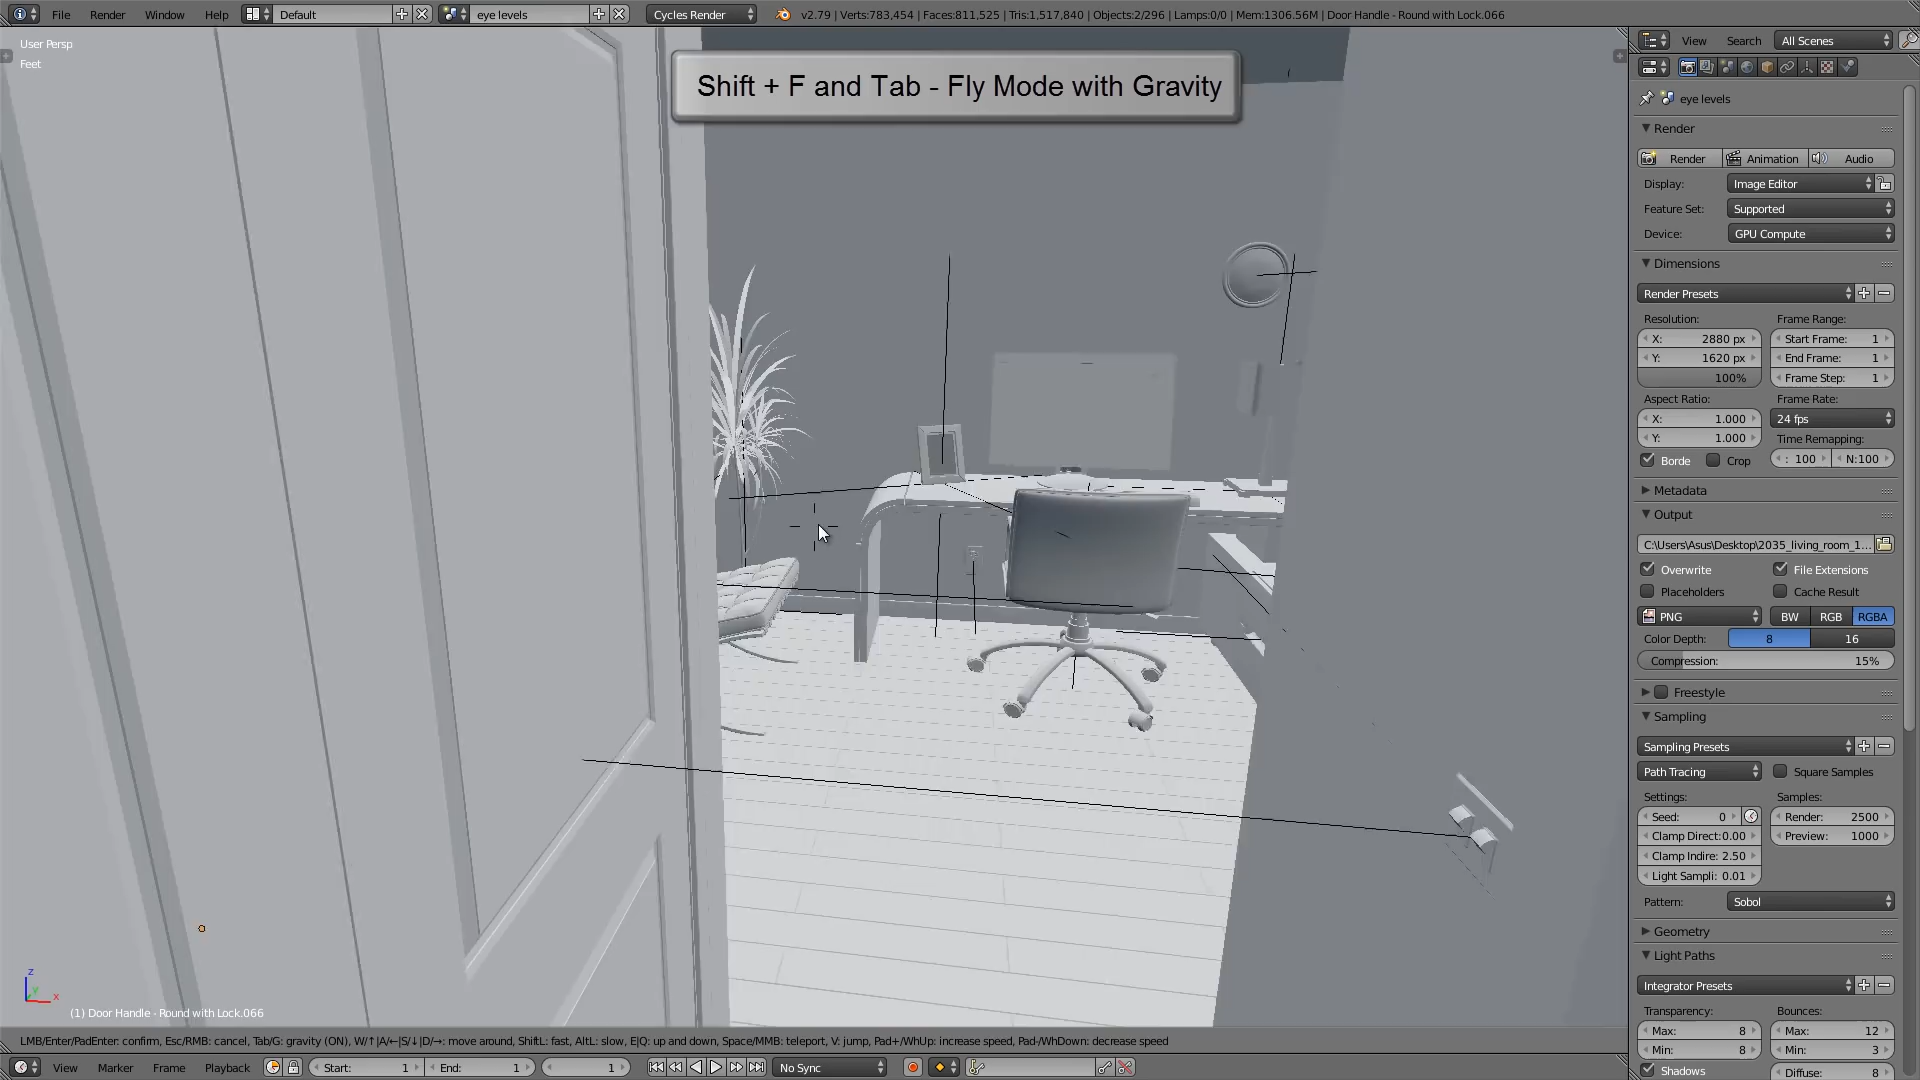 File Render Window Help Default eye levels Cycles Render v2.79 | Verts:783,454 | Faces:811,525 | Tris:1,517,840 | Objects:2/296 | Lamps:0/0 | Mem:1306.56M | Door Handle - Round with Lock.066
User Persp
Feet
Shift + F and Tab - Fly Mode with Gravity
(1) Door Handle - Round with Lock.066
z
y
x
LMB/Enter/PadEnter: confirm, Esc/RMB: cancel, Tab/G: gravity (ON), W/↑|A/←|S/↓|D/→: move around, ShiftL: fast, AltL: slow, E|Q: up and down, Space/MMB: teleport, V: jump, Pad+/WhUp: increase speed, Pad-/WhDown: decrease speed
View Marker Frame Playback Start: 1 End: 1 1 No Sync
View Search All Scenes
eye levels
Render
Render Animation Audio
Display: Image Editor
Feature Set: Supported
Device: GPU Compute
Dimensions
Render Presets
Resolution: Frame Range:
X: 2880 px Start Frame: 1
Y: 1620 px End Frame: 1
100% Frame Step: 1
Aspect Ratio: Frame Rate:
X: 1.000 24 fps
Y: 1.000 Time Remapping:
Borde Crop : 100 N:100
Metadata
Output
C:\Users\Asus\Desktop\2035_living_room_1...
Overwrite File Extensions
Placeholders Cache Result
PNG BW RGB RGBA
Color Depth: 8 16
Compression: 15%
Freestyle
Sampling
Sampling Presets
Path Tracing Square Samples
Settings: Samples:
Seed: 0 Render: 2500
Clamp Direct:0.00 Preview: 1000
Clamp Indire: 2.50
Light Sampli: 0.01
Pattern: Sobol
Geometry
Light Paths
Integrator Presets
Transparency: Bounces:
Max: 8 Max: 12
Min: 8 Min: 3
Shadows Diffuse: 8